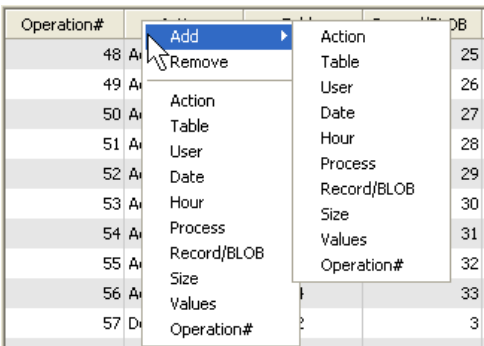 Operation#
Add
Remove
Action
Table
User
Date
Hour
Process
Record/BLOB
Size
Values
Operation#
Action
Table
User
Date
Hour
Process
Record/BLOB
Size
Values
Operation#
48 25
49 26
50 27
51 28
52 29
53 30
54 31
55 32
56 33
57 3